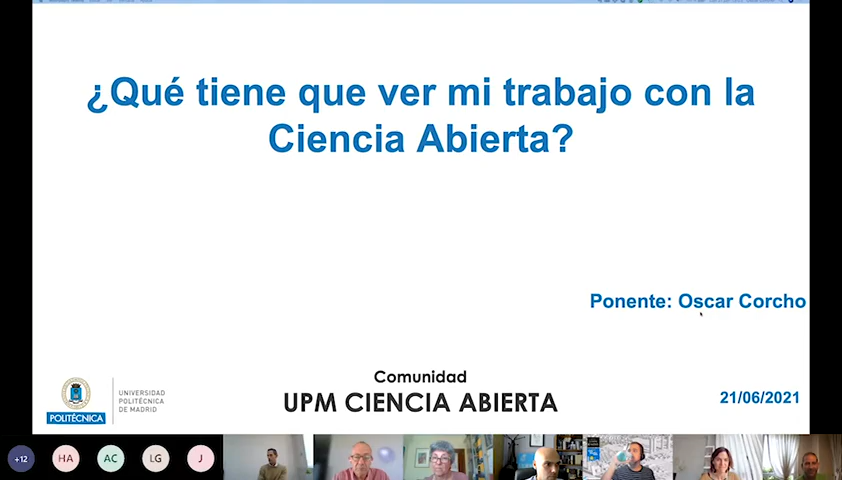 ¿Qué tiene que ver mi trabajo con la
Ciencia Abierta?
Ponente: Oscar Corcho
Comunidad
UPM CIENCIA ABIERTA
21/06/2021
POLITÉCNICA
UNIVERSIDAD
POLITÉCNICA
DE MADRID
+12
HA
AC
LG
J